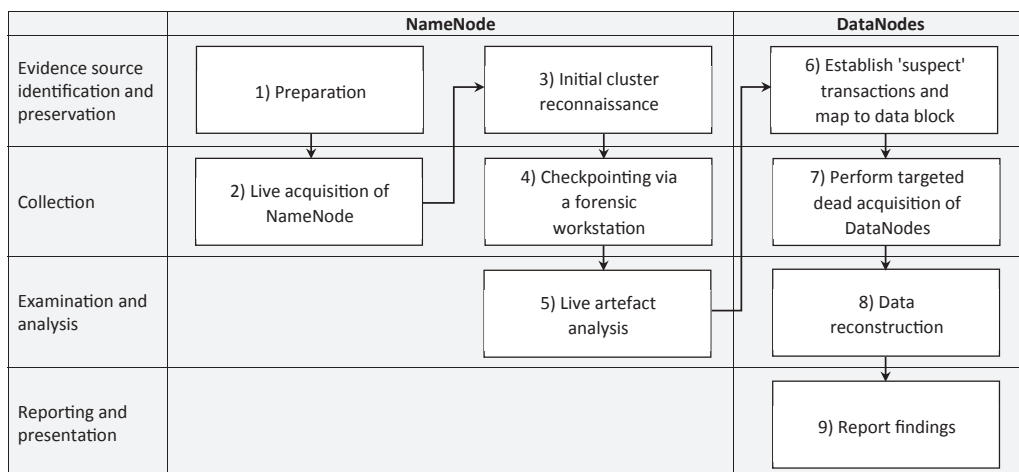 NameNode
DataNodes
Evidence source
identification and
preservation
1) Preparation
3) Initial cluster
reconnaissance
6) Establish 'suspect'
transactions and
map to data block
Collection
2) Live acquisition of
NameNode
4) Checkpointing via
a forensic
workstation
7) Perform targeted
dead acquisition of
DataNodes
Examination and
analysis
5) Live artefact
analysis
8) Data
reconstruction
Reporting and
presentation
9) Report findings